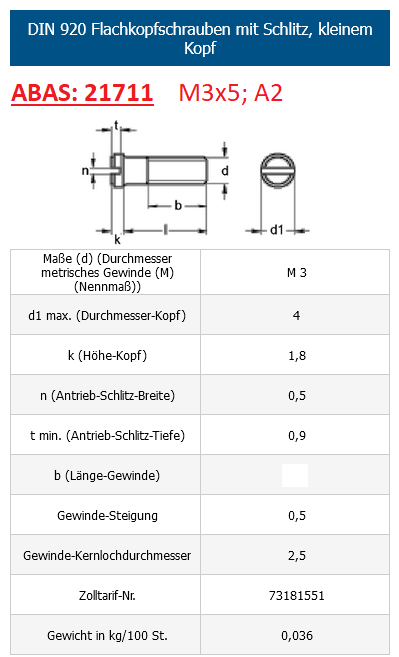 DIN 920 Flachkopfschrauben mit Schlitz, kleinem
Kopf
ABAS: 21711 M3x5; A2
t
n
d
b
k
l
d1
Maße (d) (Durchmesser
metrisches Gewinde (M)
(Nennmaß))
M 3
d1 max. (Durchmesser-Kopf)
4
k (Höhe-Kopf)
1,8
n (Antrieb-Schlitz-Breite)
0,5
t min. (Antrieb-Schlitz-Tiefe)
0,9
b (Länge-Gewinde)
Gewinde-Steigung
0,5
Gewinde-Kernlochdurchmesser
2,5
Zolltarif-Nr.
73181551
Gewicht in kg/100 St.
0,036